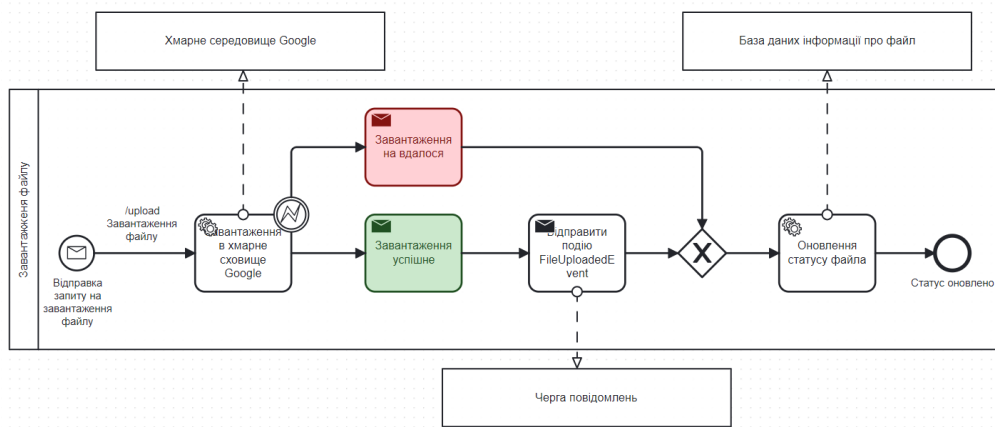 Хмарне середовище Google
База даних інформації про файл
Завантажкеня файлу
Завантаження
на вдалося
/upload
Завантаження
файлу
Завантаження
в хмарне
сховище
Google
Завантаження
успішне
Відправити
подію
FileUploadedE
vent
Оновлення
статусу файла
Відправка
запиту на
завантаження
файлу
Статус оновлено
Черга повідомлень